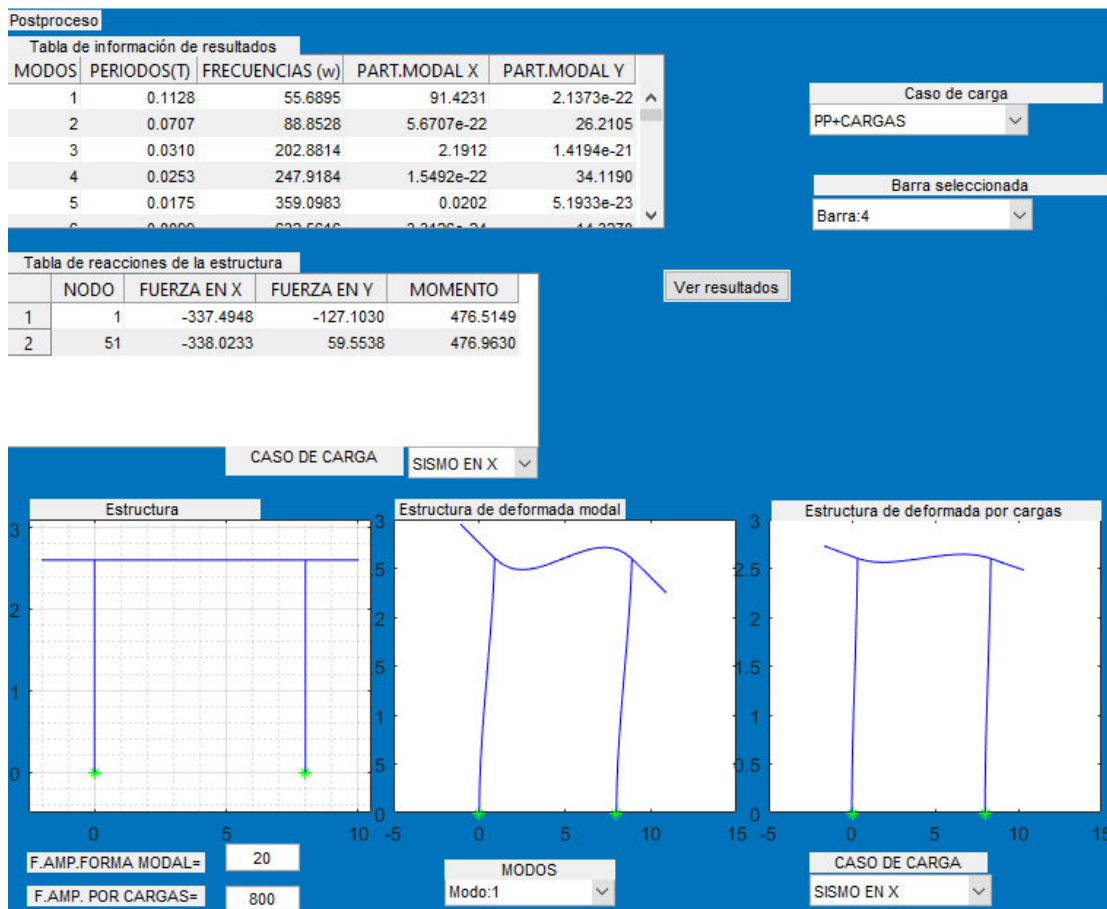 Postproceso
Tabla de información de resultados
MODOS PERIODOS(T) FRECUENCIAS (w) PART.MODAL X PART.MODAL Y
1 0.1128 55.6895 91.4231 2.1373e-22
2 0.0707 88.8528 5.6707e-22 26.2105
3 0.0310 202.8814 2.1912 1.4194e-21
4 0.0253 247.9184 1.5492e-22 34.1190
5 0.0175 359.0983 0.0202 5.1933e-23
Caso de carga
PP+CARGAS
Barra seleccionada
Barra:4
Tabla de reacciones de la estructura
NODO FUERZA EN X FUERZA EN Y MOMENTO
1 1 -337.4948 -127.1030 476.5149
2 51 -338.0233 59.5538 476.9630
Ver resultados
CASO DE CARGA
SISMO EN X
Estructura
3
2
1
0
0 5 10
Estructura de deformada modal
3
5
2
5
1
5
0
-5 0 5 10 15
Estructura de deformada por cargas
3
2.5
2
1.5
1
0.5
0
-5 0 5 10 15
F.AMP.FORMA MODAL= 20
F.AMP. POR CARGAS= 800
MODOS
Modo:1
CASO DE CARGA
SISMO EN X